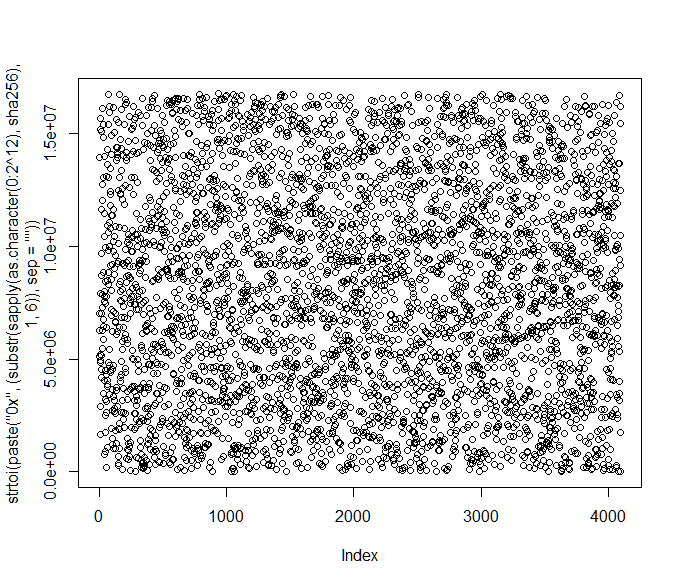 strtoi((paste("0x", (substr(sapply(as.character(0:2^12), sha256),
1, 6)), sep = ""))
0.0e+00
5.0e+06
1.0e+07
1.5e+07
0
1000
2000
3000
4000
Index